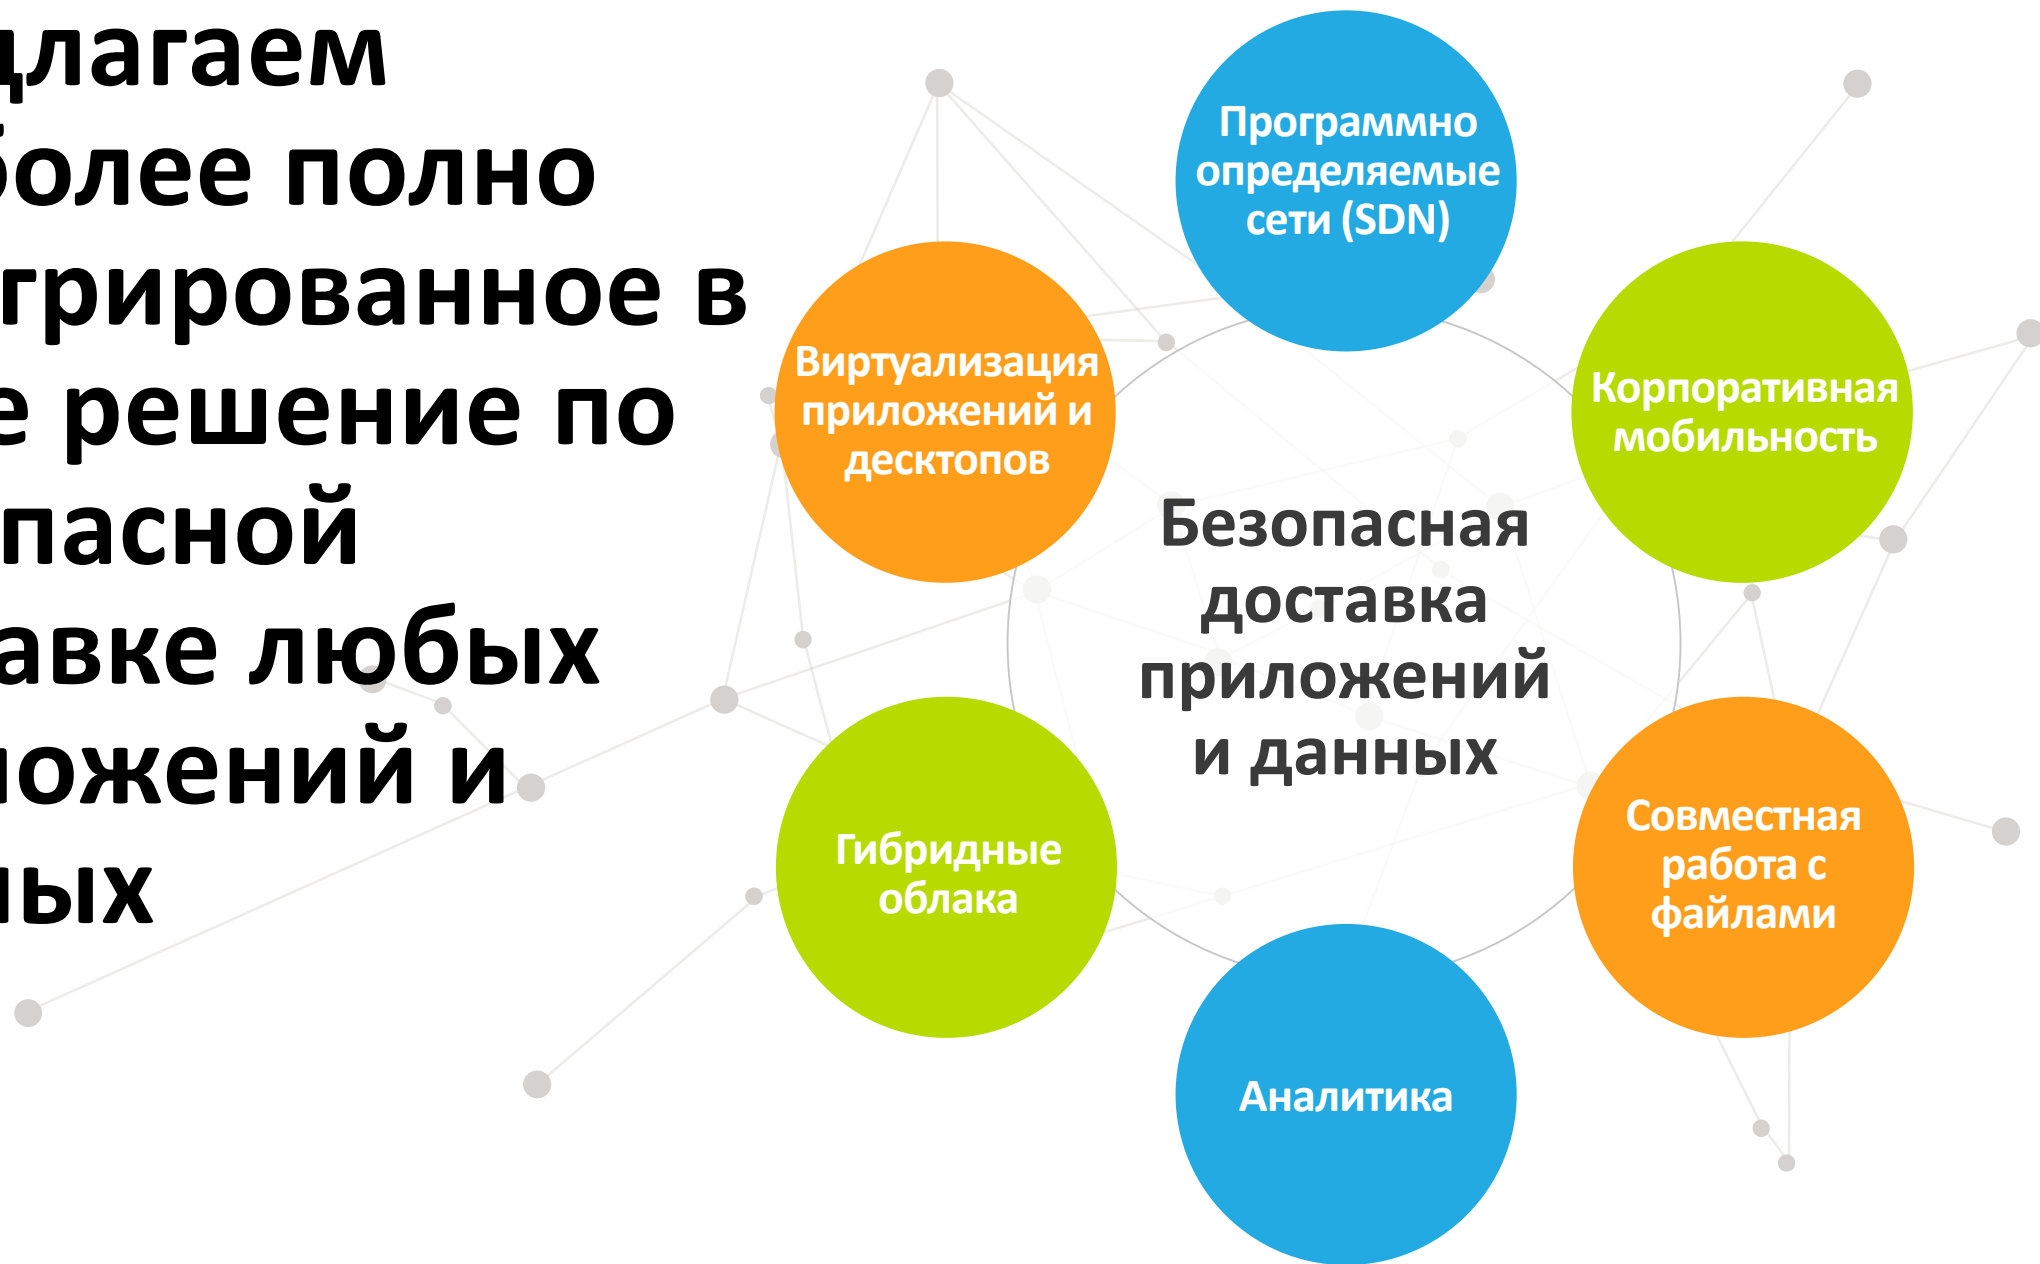 длагаем
более полно
грированное в
е решение по
пасной
авке любых
ложений и
ных
Программно
определяемые
сети (SDN)
Виртуализация
приложений и
десктопов
Корпоративная
мобильность
Безопасная
доставка
приложений
и данных
Гибридные
облака
Совместная
работа с
файлами
Аналитика